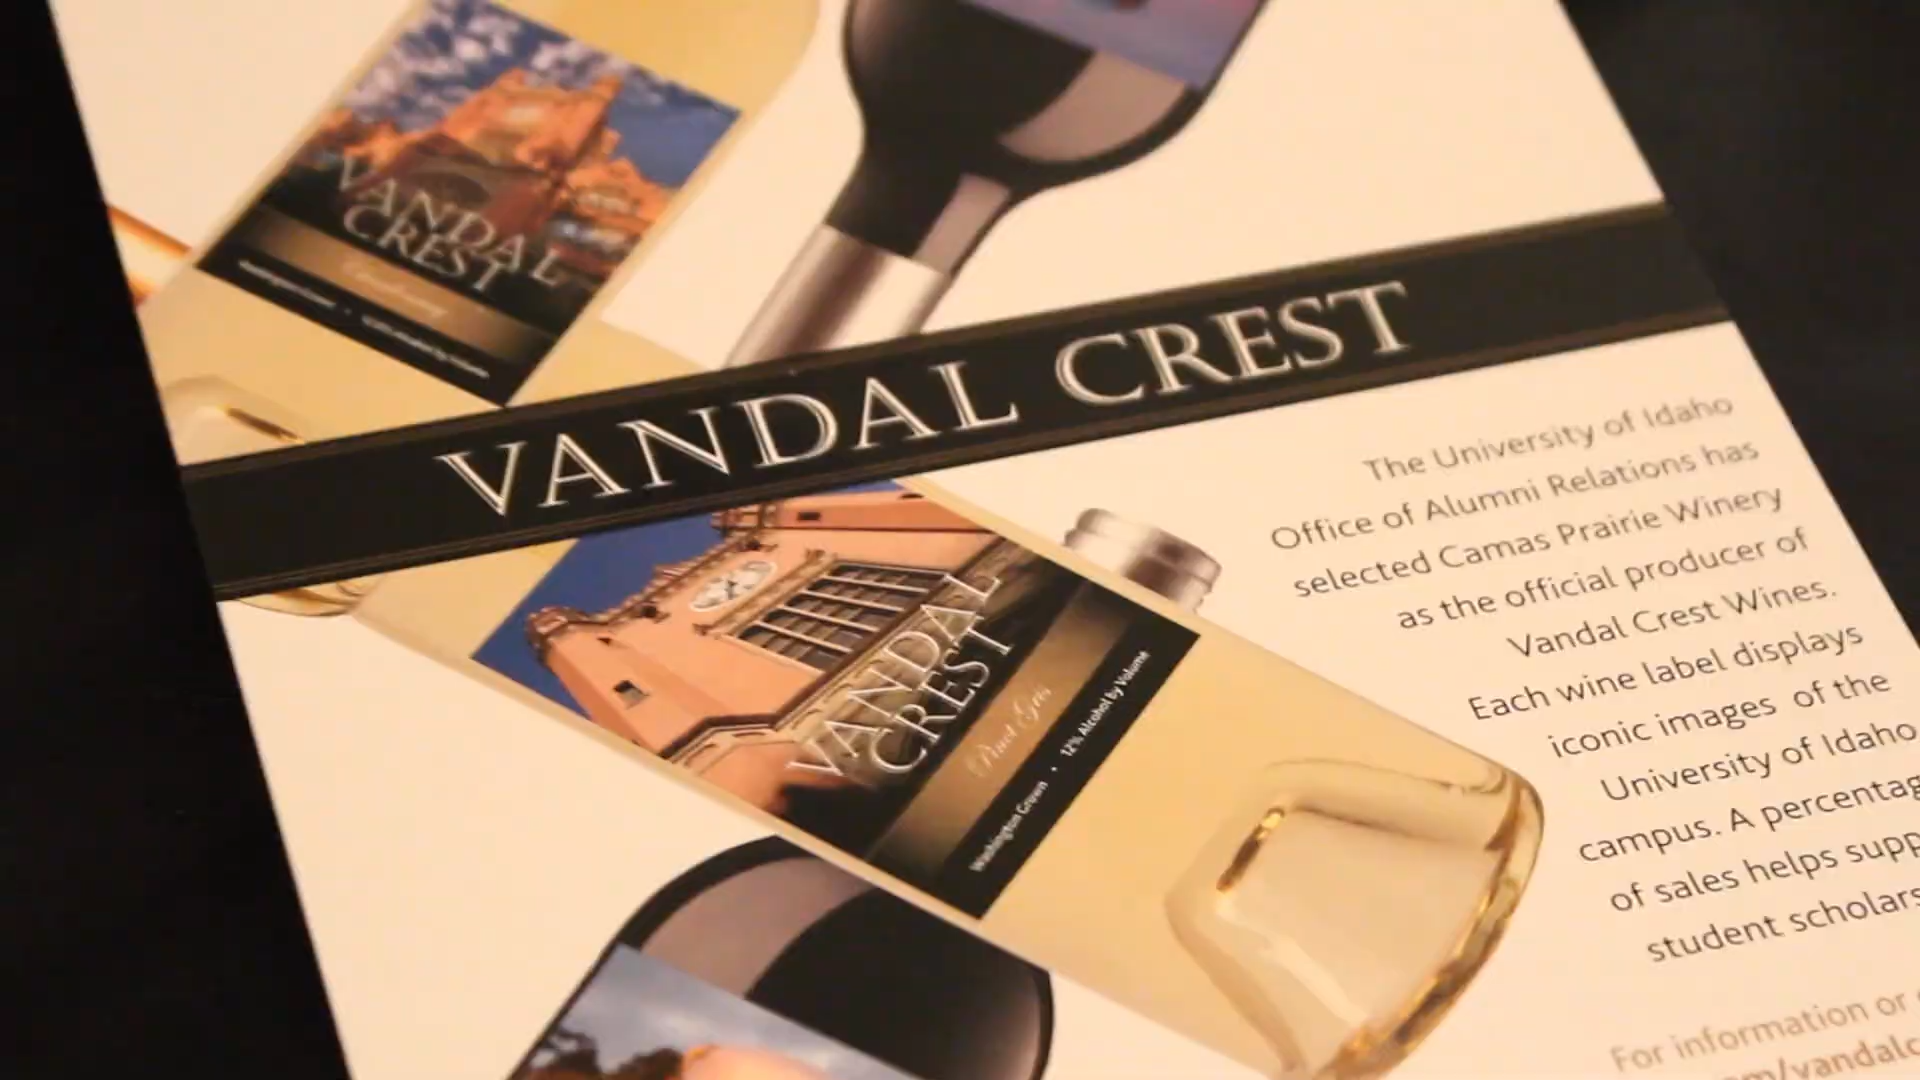 VANDAL
CREST
VANDAL CREST
VANDAL
CREST
Pinot Gris
Washington Grown • 12% Alcohol by Volume
The University of Idaho
Office of Alumni Relations has
selected Camas Prairie Winery
as the official producer of
Vandal Crest Wines.
Each wine label displays
iconic images of the
University of Idaho
campus. A percentag
of sales helps supp
student scholars
For information or
om/vandalc